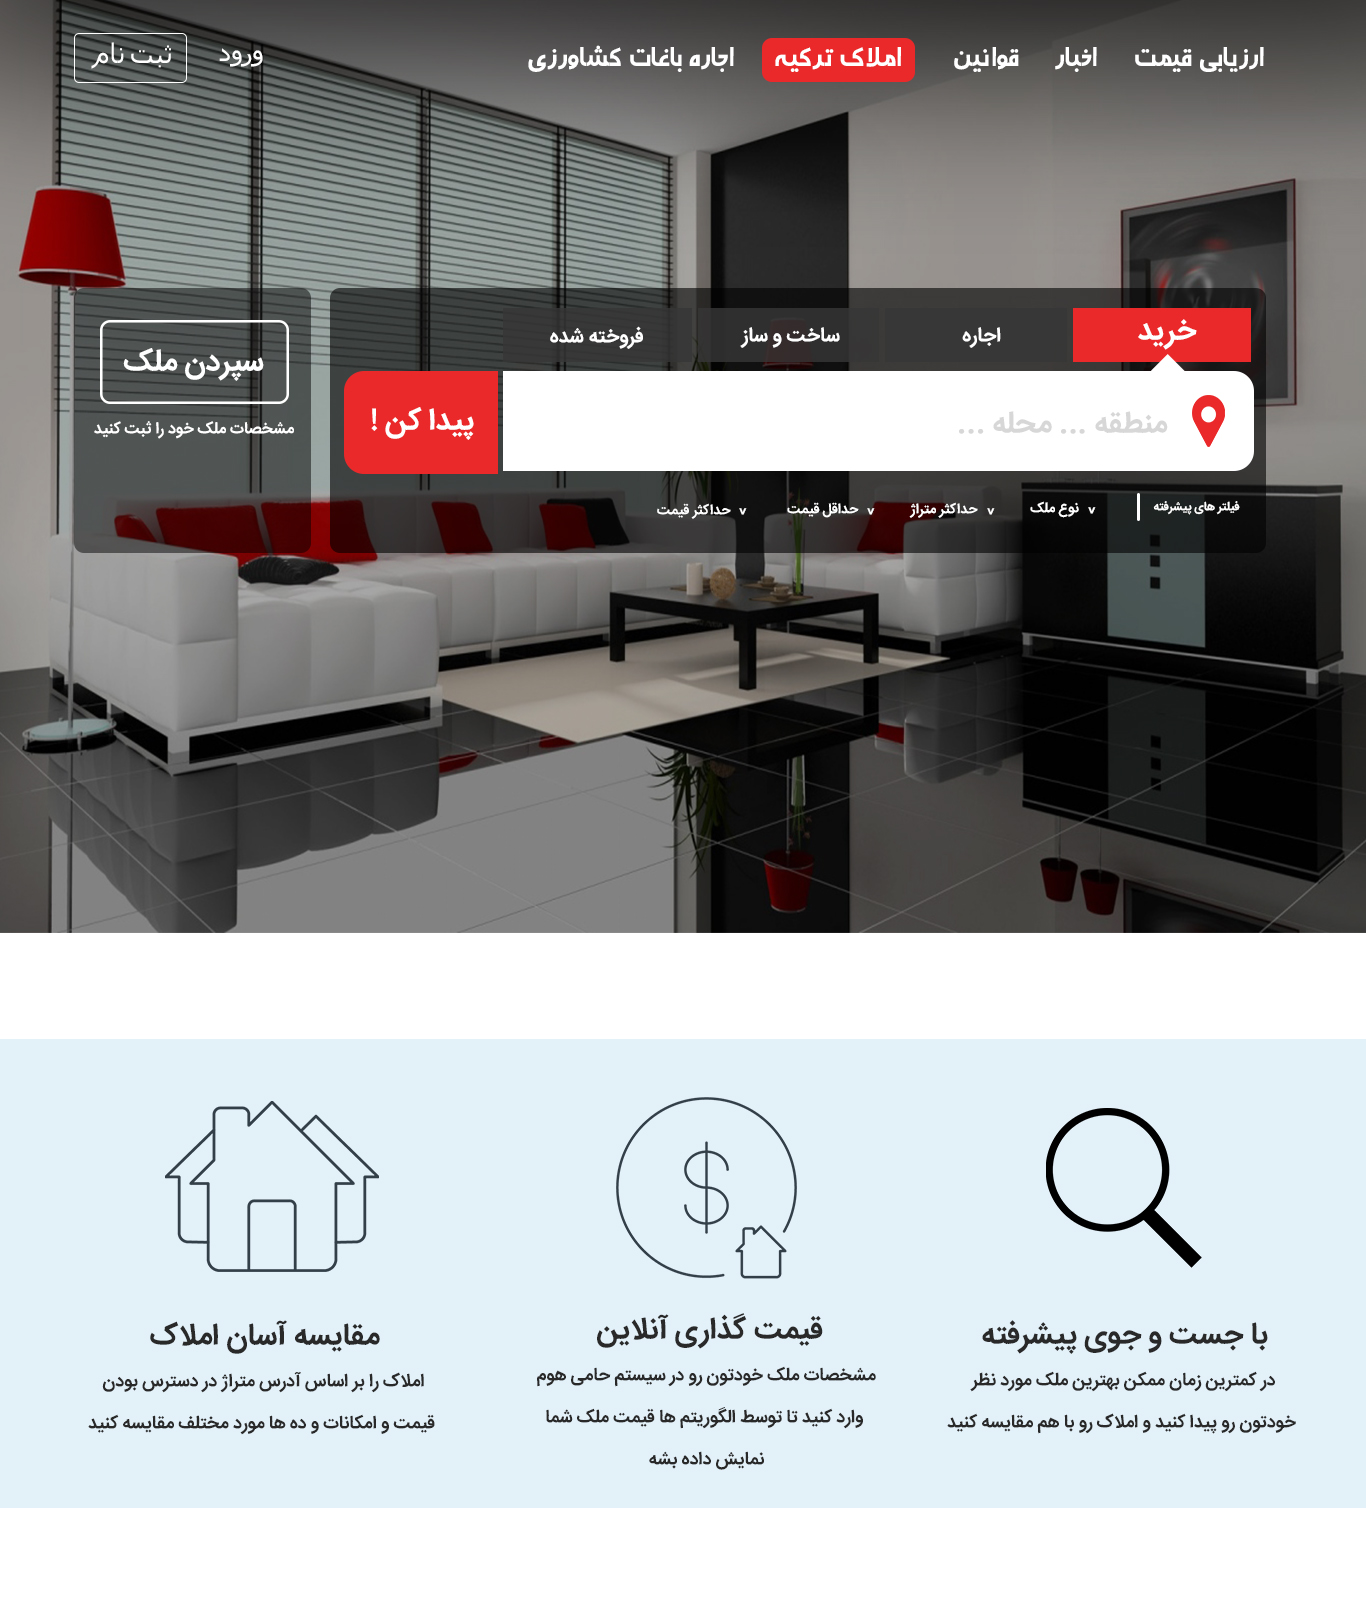 ارزیابی قیمت
اخبار
قوانین
املاک ترکیه
اجاره باغات کشاورزی
ورود
ثبت نام
خرید
اجاره
ساخت و ساز
فروخته شده
منطقه ... محله ...
پیدا کن !
فیلتر های پیشرفته
نوع ملک
حداکثر متراژ
حداقل قیمت
حداکثر قیمت
سپردن ملک
مشخصات ملک خود را ثبت کنید
با جست و جوی پیشرفته
در کمترین زمان ممکن بهترین ملک مورد نظر
خودتون رو پیدا کنید و املاک رو با هم مقایسه کنید
قیمت گذاری آنلاین
مشخصات ملک خودتون رو در سیستم حامی هوم
وارد کنید تا توسط الگوریتم ها قیمت ملک شما
نمایش داده بشه
مقایسه آسان املاک
املاک را بر اساس آدرس متراژ در دسترس بودن
قیمت و امکانات و ده ها مورد مختلف مقایسه کنید